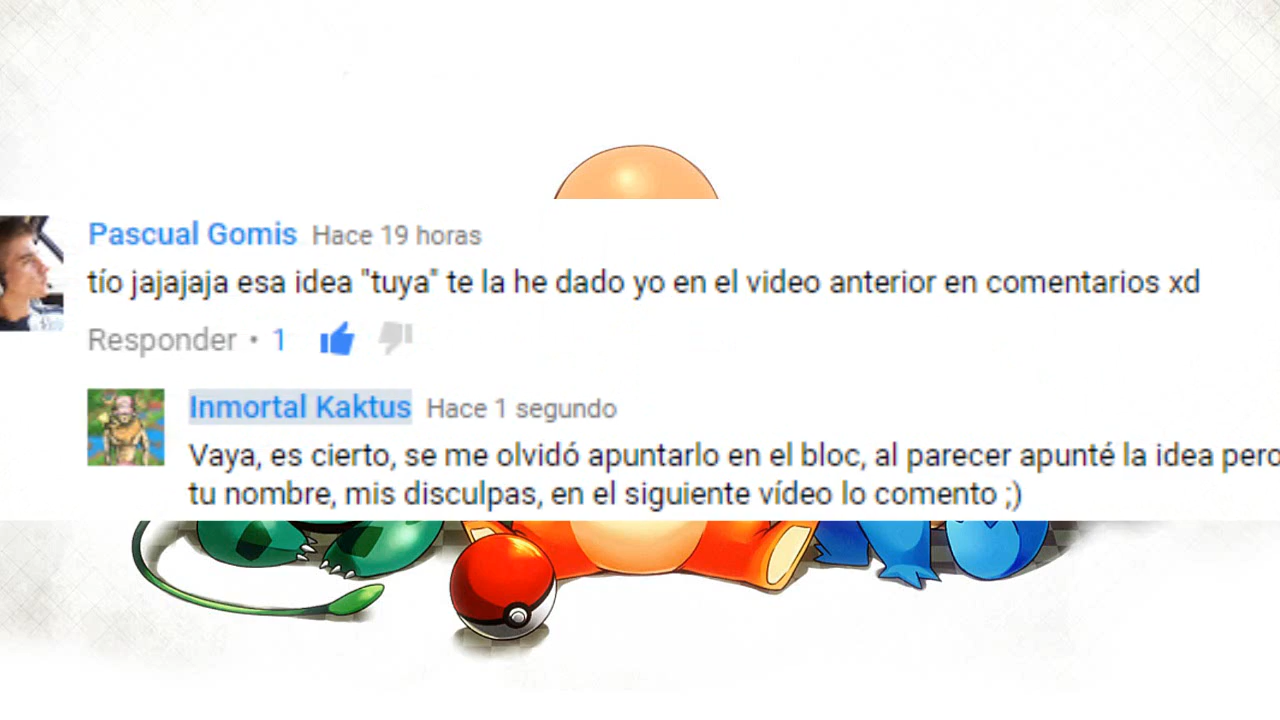 Pascual Gomis Hace 19 horas
tío jajajaja esa idea "tuya" te la he dado yo en el video anterior en comentarios xd
Responder • 1
Inmortal Kaktus Hace 1 segundo
Vaya, es cierto, se me olvidó apuntarlo en el bloc, al parecer apunté la idea pero
tu nombre, mis disculpas, en el siguiente vídeo lo comento ;)